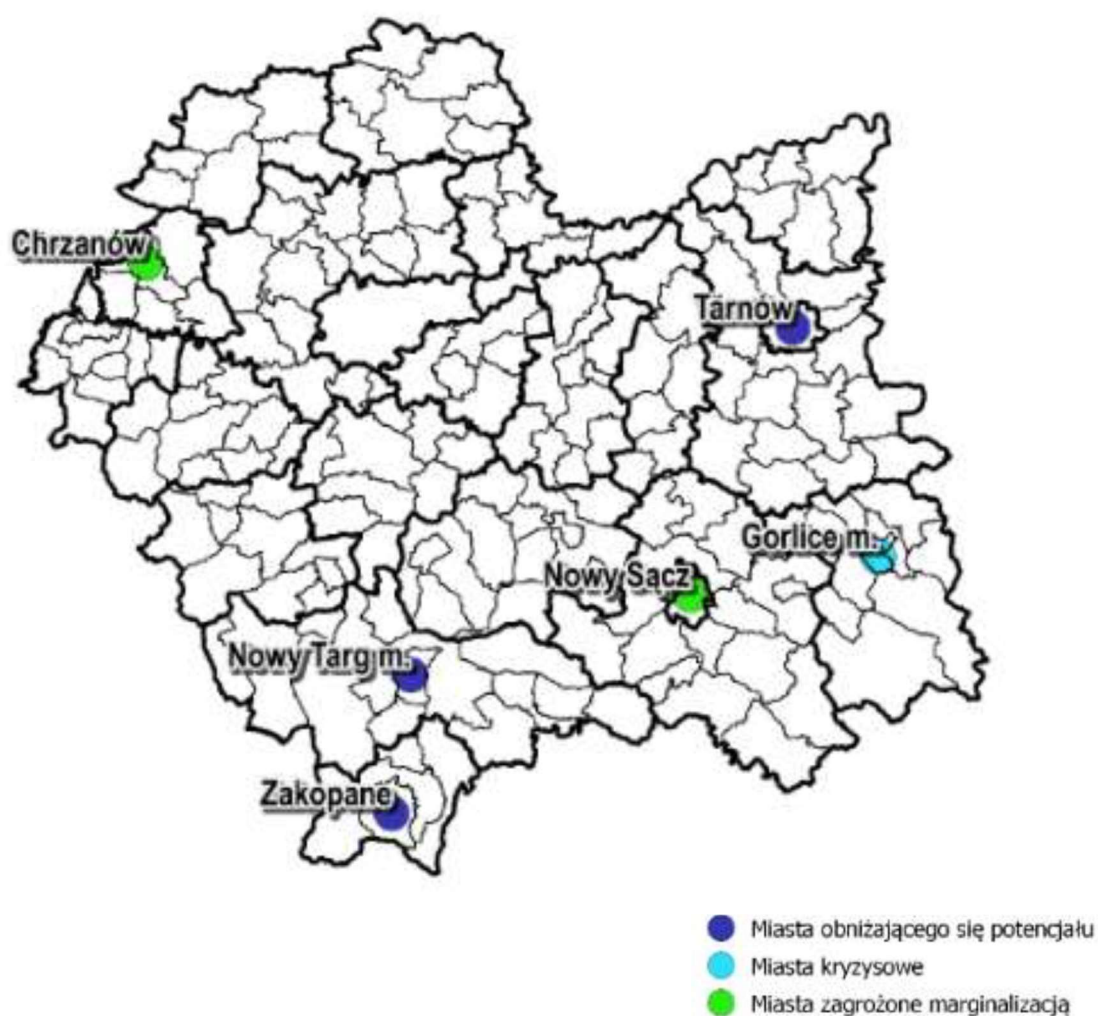 Chrzanów
Tarnów
Gorlice m.
Nowy Sącz
Nowy Targ m.
Zakopane
Miasta obniżającego się potencjału
Miasta kryzysowe
Miasta zagrożone marginalizacją